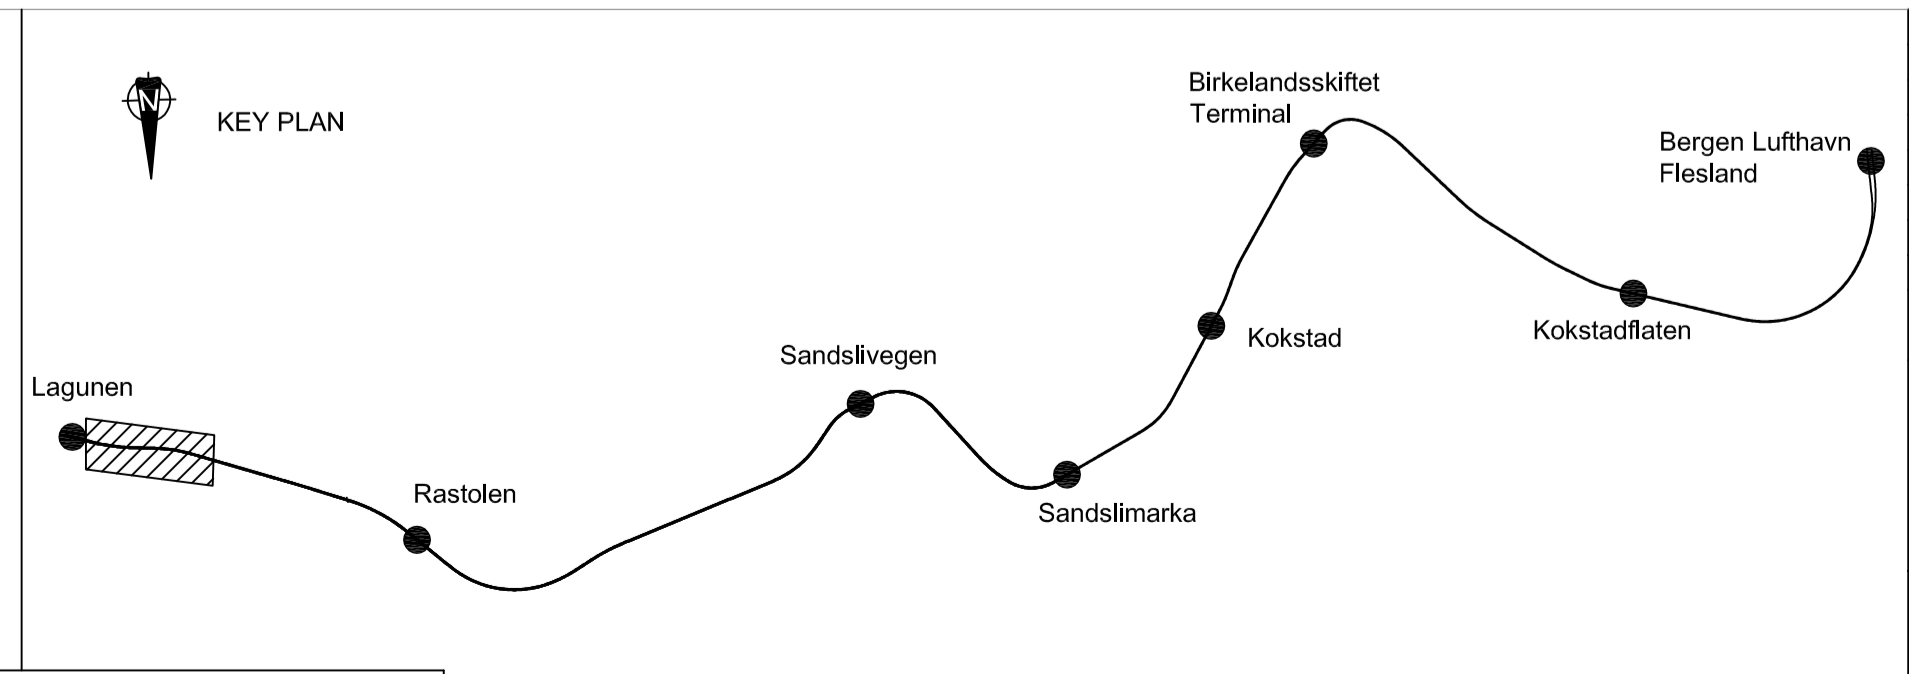 N
KEY PLAN
Birkelandsskiftet
Terminal
Bergen Lufthavn
Flesland
Kokstadflaten
Kokstad
Sandslivegen
Lagunen
Rastolen
Sandslimarka